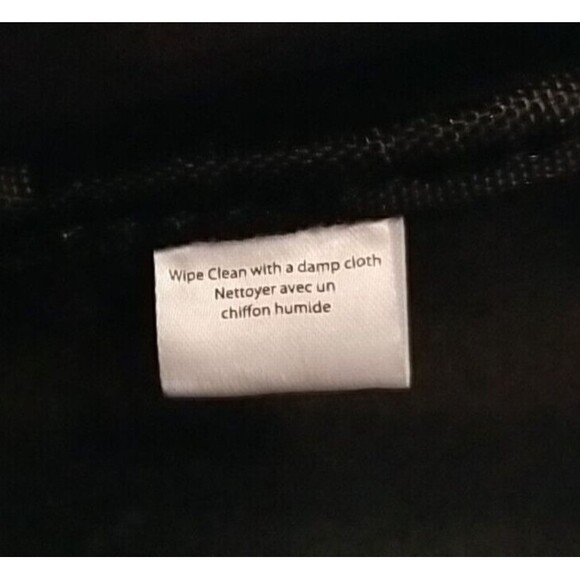 Wipe Clean with a damp cloth
Nettoyer avec un
chiffon humide